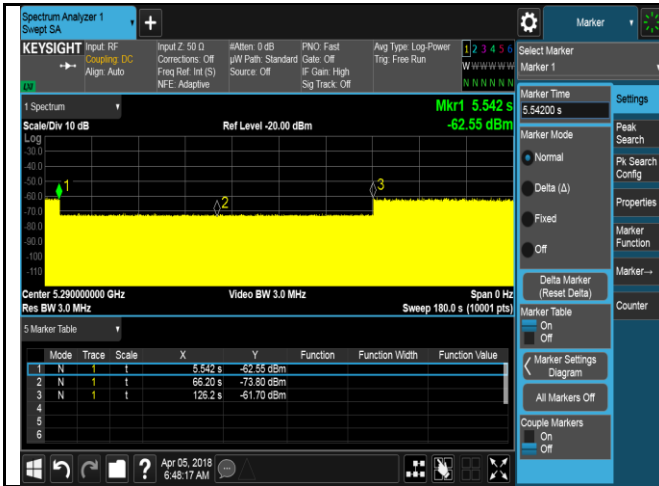 Spectrum Analyzer 1
Swept SA
+
Marker
KEYSIGHT
Input: RF
Coupling: DC
Align: Auto
Input Z: 50 Ω
Corrections: Off
Freq Ref: Int (S)
NFE: Adaptive
#Atten: 0 dB
µW Path: Standard
Source: Off
PNO: Fast
Gate: Off
IF Gain: High
Sig Track: Off
Avg Type: Log-Power
Trig: Free Run
1 2 3 4 5 6
W W W W W W
N N N N N N
Select Marker
Marker 1
Marker Time
5.54200 s
Settings
Marker Mode
Normal
Delta (Δ)
Fixed
Off
Delta Marker
(Reset Delta)
Marker Table
On
Off
Marker Settings
Diagram
All Markers Off
Couple Markers
On
Off
Peak
Search
Pk Search
Config
Properties
Marker
Function
Marker→
Counter
1 Spectrum
Mkr1 5.542 s
Scale/Div 10 dB
Ref Level -20.00 dBm
-62.55 dBm
Log
-30.0
-40.0
-50.0
-60.0
-70.0
-80.0
-90.0
-100
-110
1
2
3
Center 5.290000000 GHz
Video BW 3.0 MHz
Span 0 Hz
Res BW 3.0 MHz
Sweep 180.0 s (10001 pts)
5 Marker Table
Mode Trace Scale X Y Function Function Width Function Value
1 N 1 t 5.542 s -62.55 dBm
2 N 1 t 66.20 s -73.80 dBm
3 N 1 t 126.2 s -61.70 dBm
4
5
6
?
Apr 05, 2018
6:48:17 AM